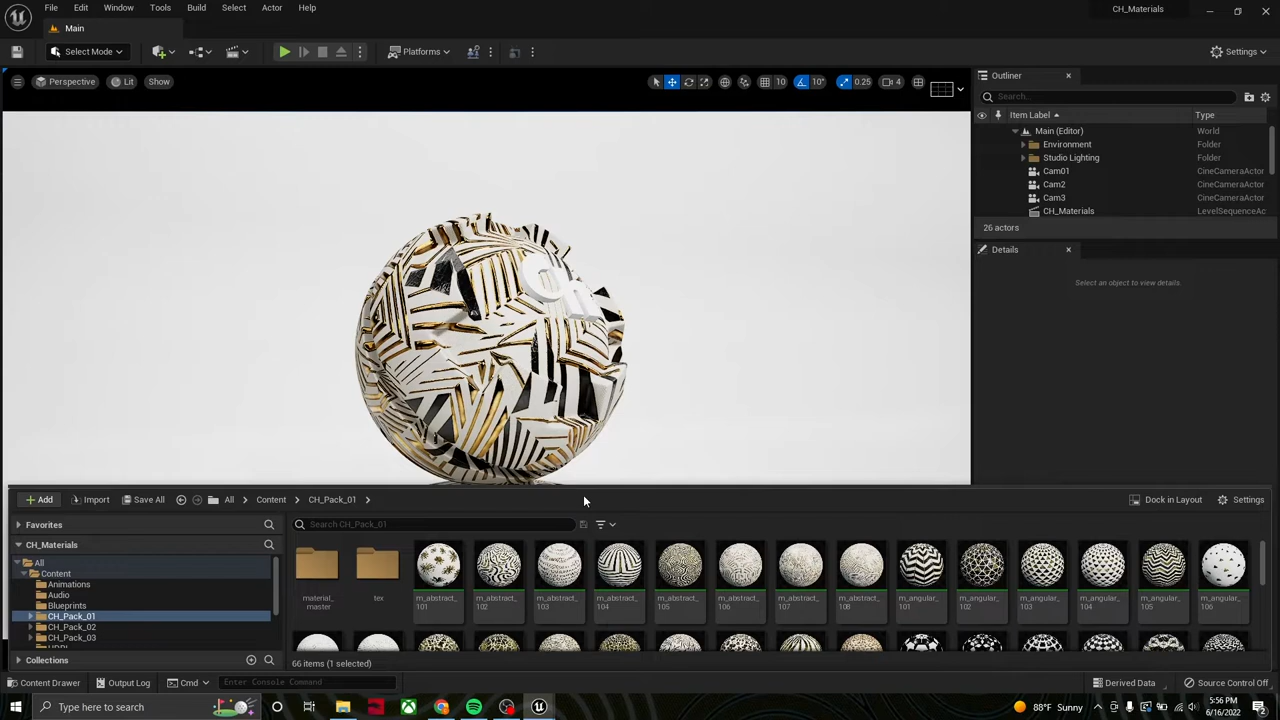 File Edit Window Tools Build Select Actor Help
CH_Materials
Main
Select Mode
Platforms
Settings
Perspective Lit Show
10 10° 0.25 4
Outliner
Search...
Item Label Type
Main (Editor) World
Environment Folder
Studio Lighting Folder
Cam01 CineCameraActor
Cam2 CineCameraActor
Cam3 CineCameraActor
CH_Materials LevelSequenceAc
26 actors
Details
Select an object to view details.
Ch
Add Import Save All All Content CH_Pack_01
Dock in Layout Settings
Favorites
Search CH_Pack_01
CH_Materials
All
Content
Animations
Audio
Blueprints
CH_Pack_01
CH_Pack_02
CH_Pack_03
HDRI
Collections
material_
master
tex
m_abstract_
101
m_abstract_
102
m_abstract_
103
m_abstract_
104
m_abstract_
105
m_abstract_
106
m_abstract_
107
m_abstract_
108
m_angular_
101
m_angular_
102
m_angular_
103
m_angular_
104
m_angular_
105
m_angular_
106
66 items (1 selected)
Content Drawer Output Log Cmd Enter Console Command
Derived Data Source Control Off
Type here to search
88°F Sunny
5:56 PM
6/16/2022